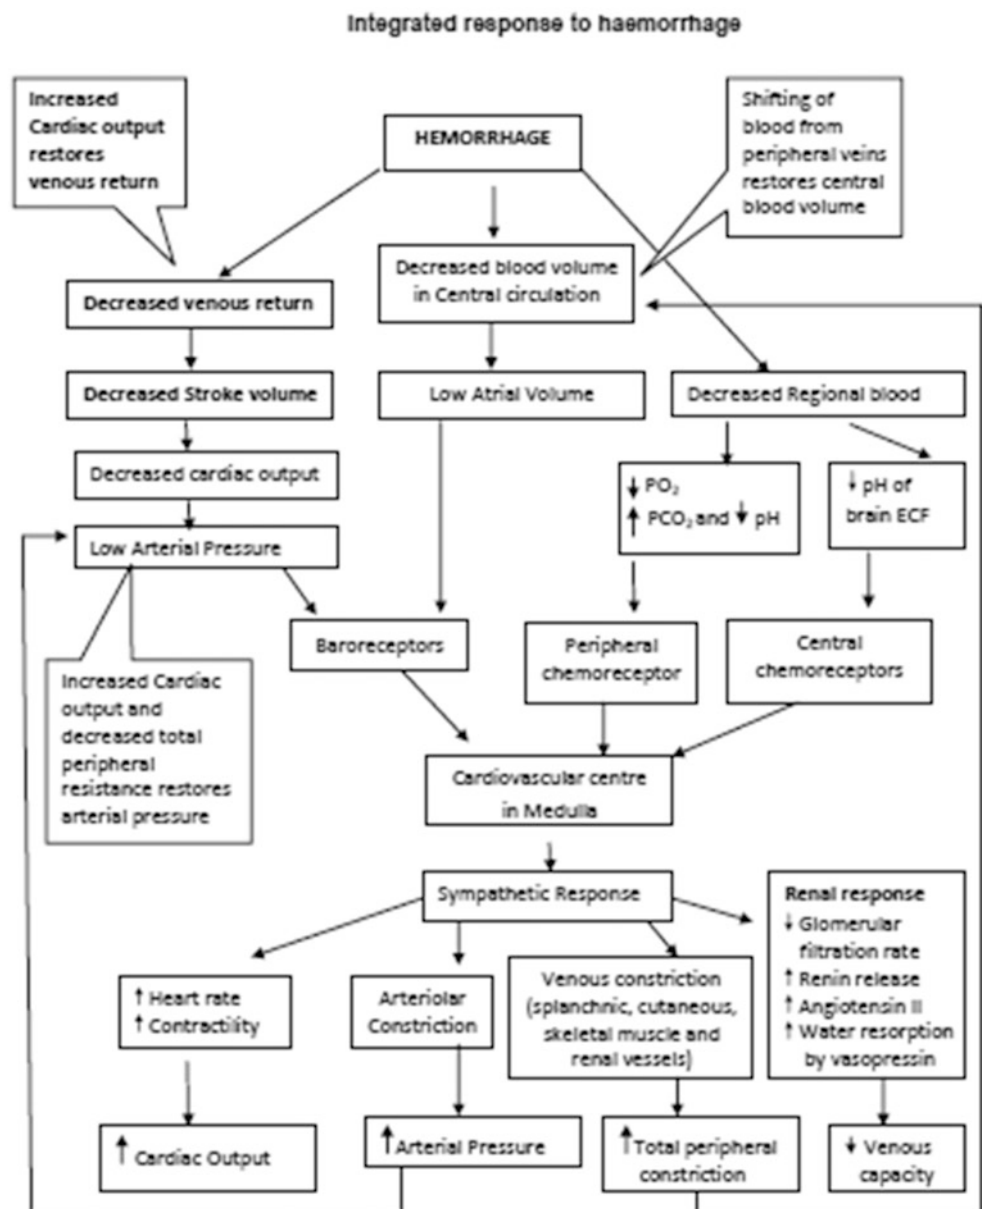 Integrated response to haemorrhage
Increased
Cardiac output
restores
venous return
HEMORRHAGE
Shifting of
blood from
peripheral veins
restores central
blood volume
Decreased venous return
Decreased blood volume
in Central circulation
Decreased Stroke volume
Low Atrial Volume
Decreased Regional blood
Decreased cardiac output
↓ PO₂
↑ PCO₂ and ↓ pH
↓ pH of
brain ECF
Low Arterial Pressure
Baroreceptors
Peripheral
chemoreceptor
Central
chemoreceptors
Increased Cardiac
output and
decreased total
peripheral
resistance restores
arterial pressure
Cardiovascular centre
in Medulla
Sympathetic Response
Renal response
↓ Glomerular
filtration rate
↑ Renin release
↑ Angiotensin II
↑ Water resorption
by vasopressin
↑ Heart rate
↑ Contractility
Arteriolar
Constriction
Venous constriction
(splanchnic, cutaneous,
skeletal muscle and
renal vessels)
↑ Cardiac Output
↑ Arterial Pressure
↑ Total peripheral
constriction
↓ Venous
capacity